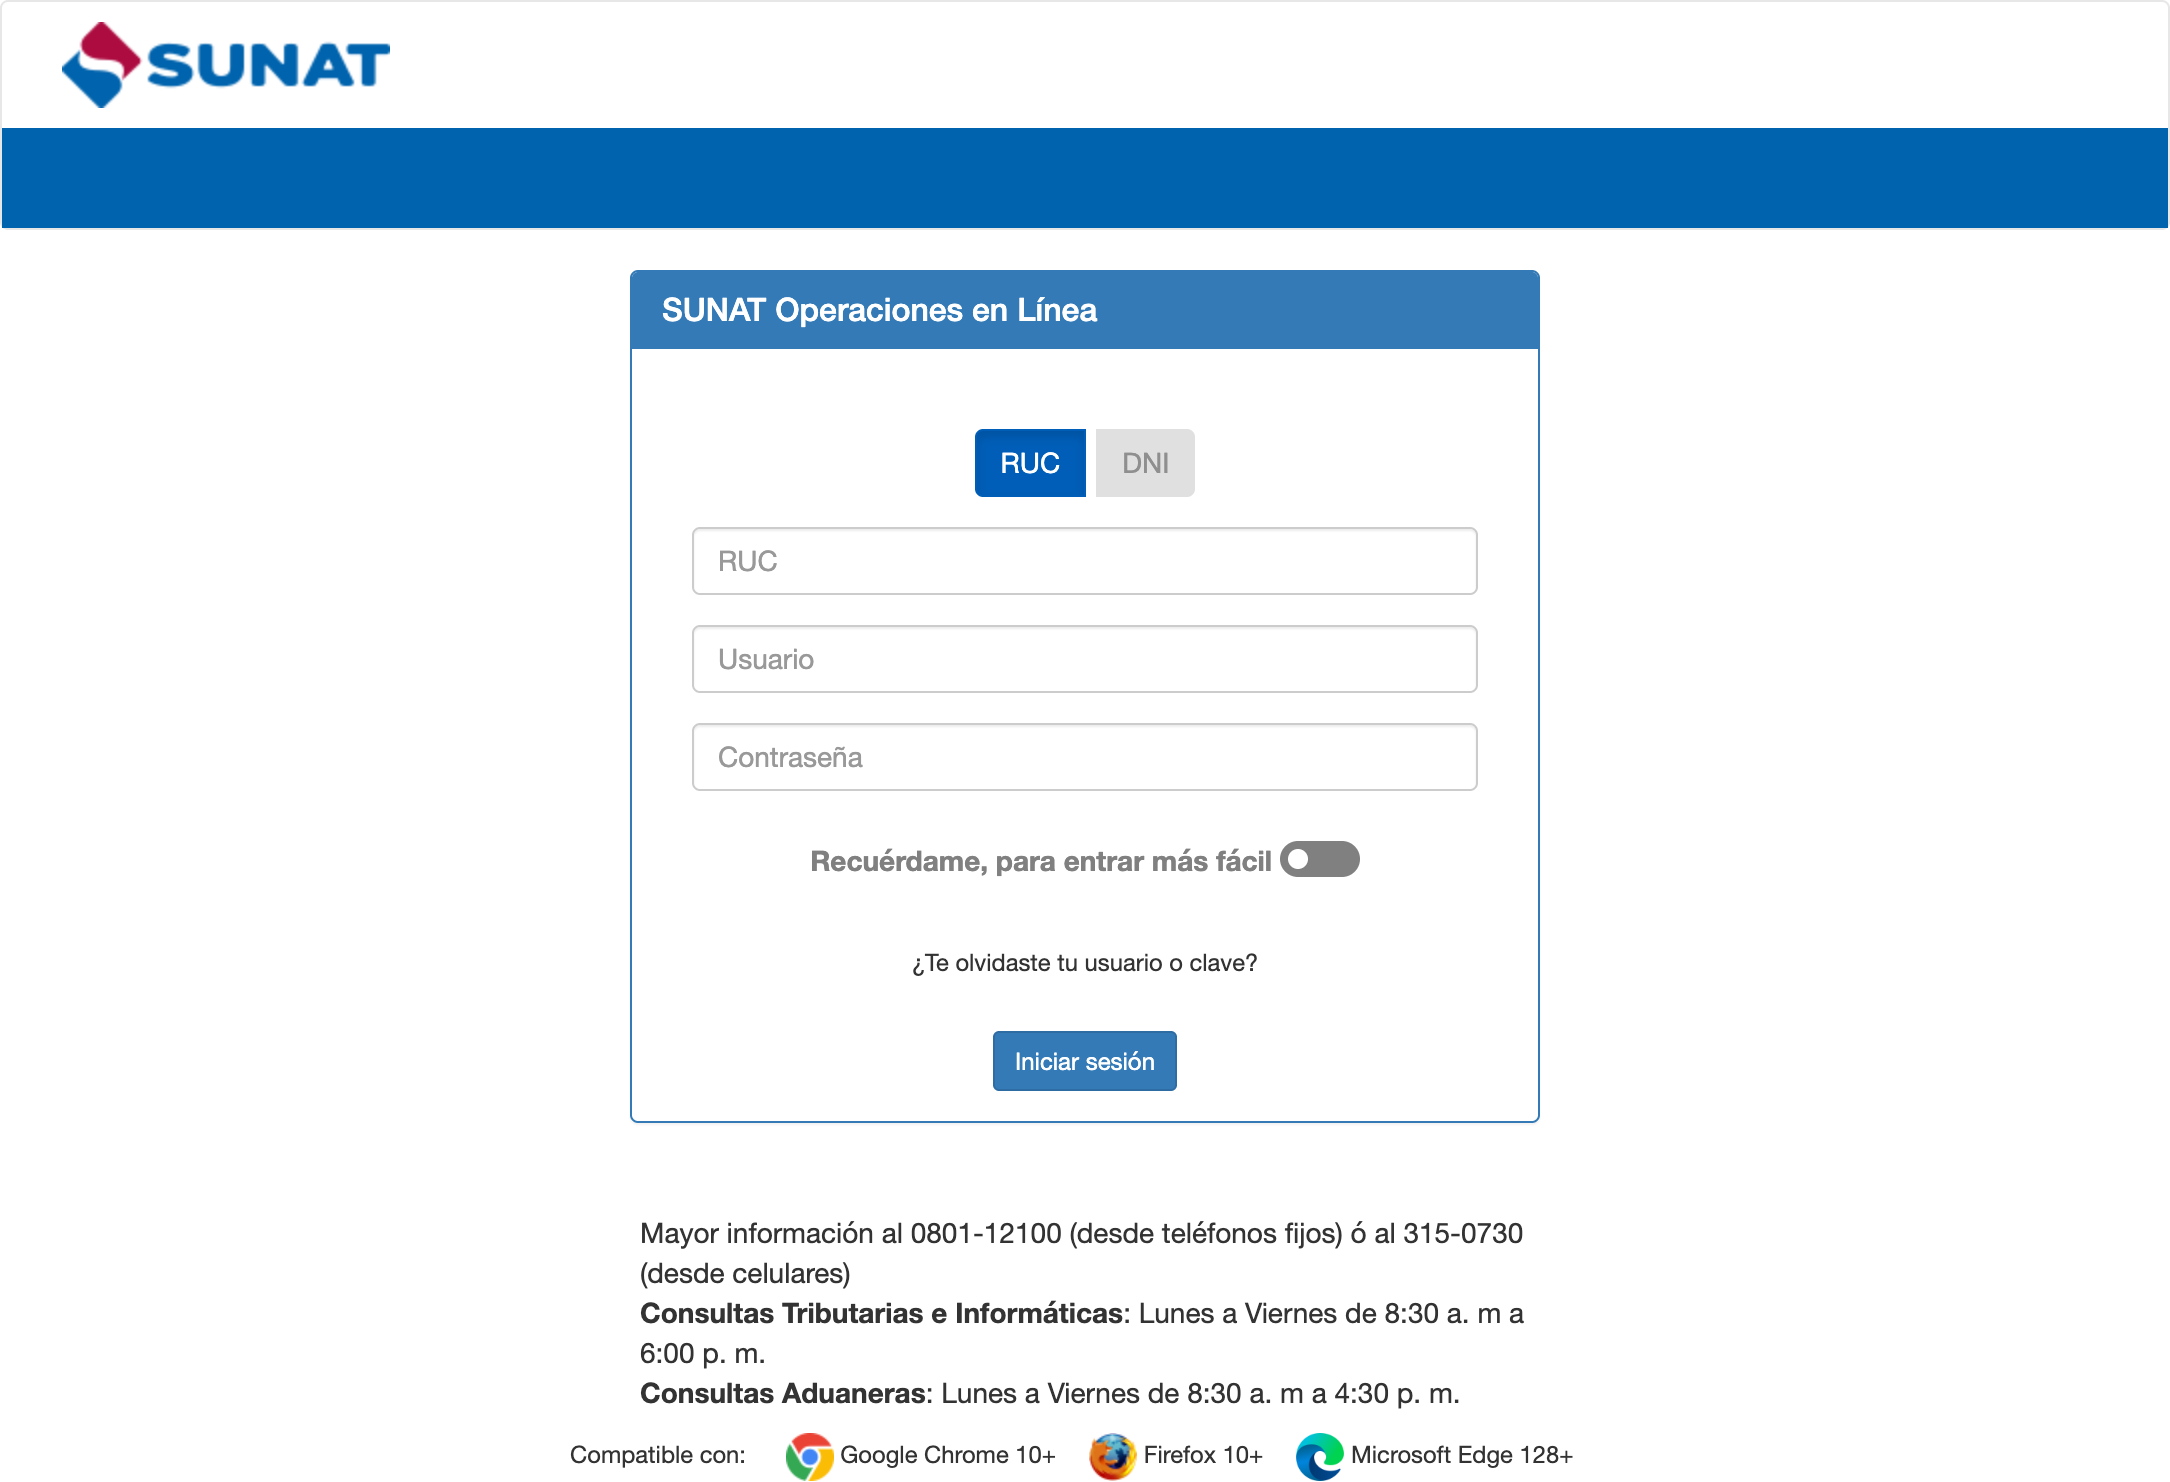 SUNAT
SUNAT Operaciones en Línea
RUC DNI
RUC
Usuario
Contraseña
Recuérdame, para entrar más fácil
¿Te olvidaste tu usuario o clave?
Iniciar sesión
Mayor información al 0801-12100 (desde teléfonos fijos) ó al 315-0730
(desde celulares)
Consultas Tributarias e Informáticas: Lunes a Viernes de 8:30 a. m a
6:00 p. m.
Consultas Aduaneras: Lunes a Viernes de 8:30 a. m a 4:30 p. m.
Compatible con: Google Chrome 10+ Firefox 10+ Microsoft Edge 128+